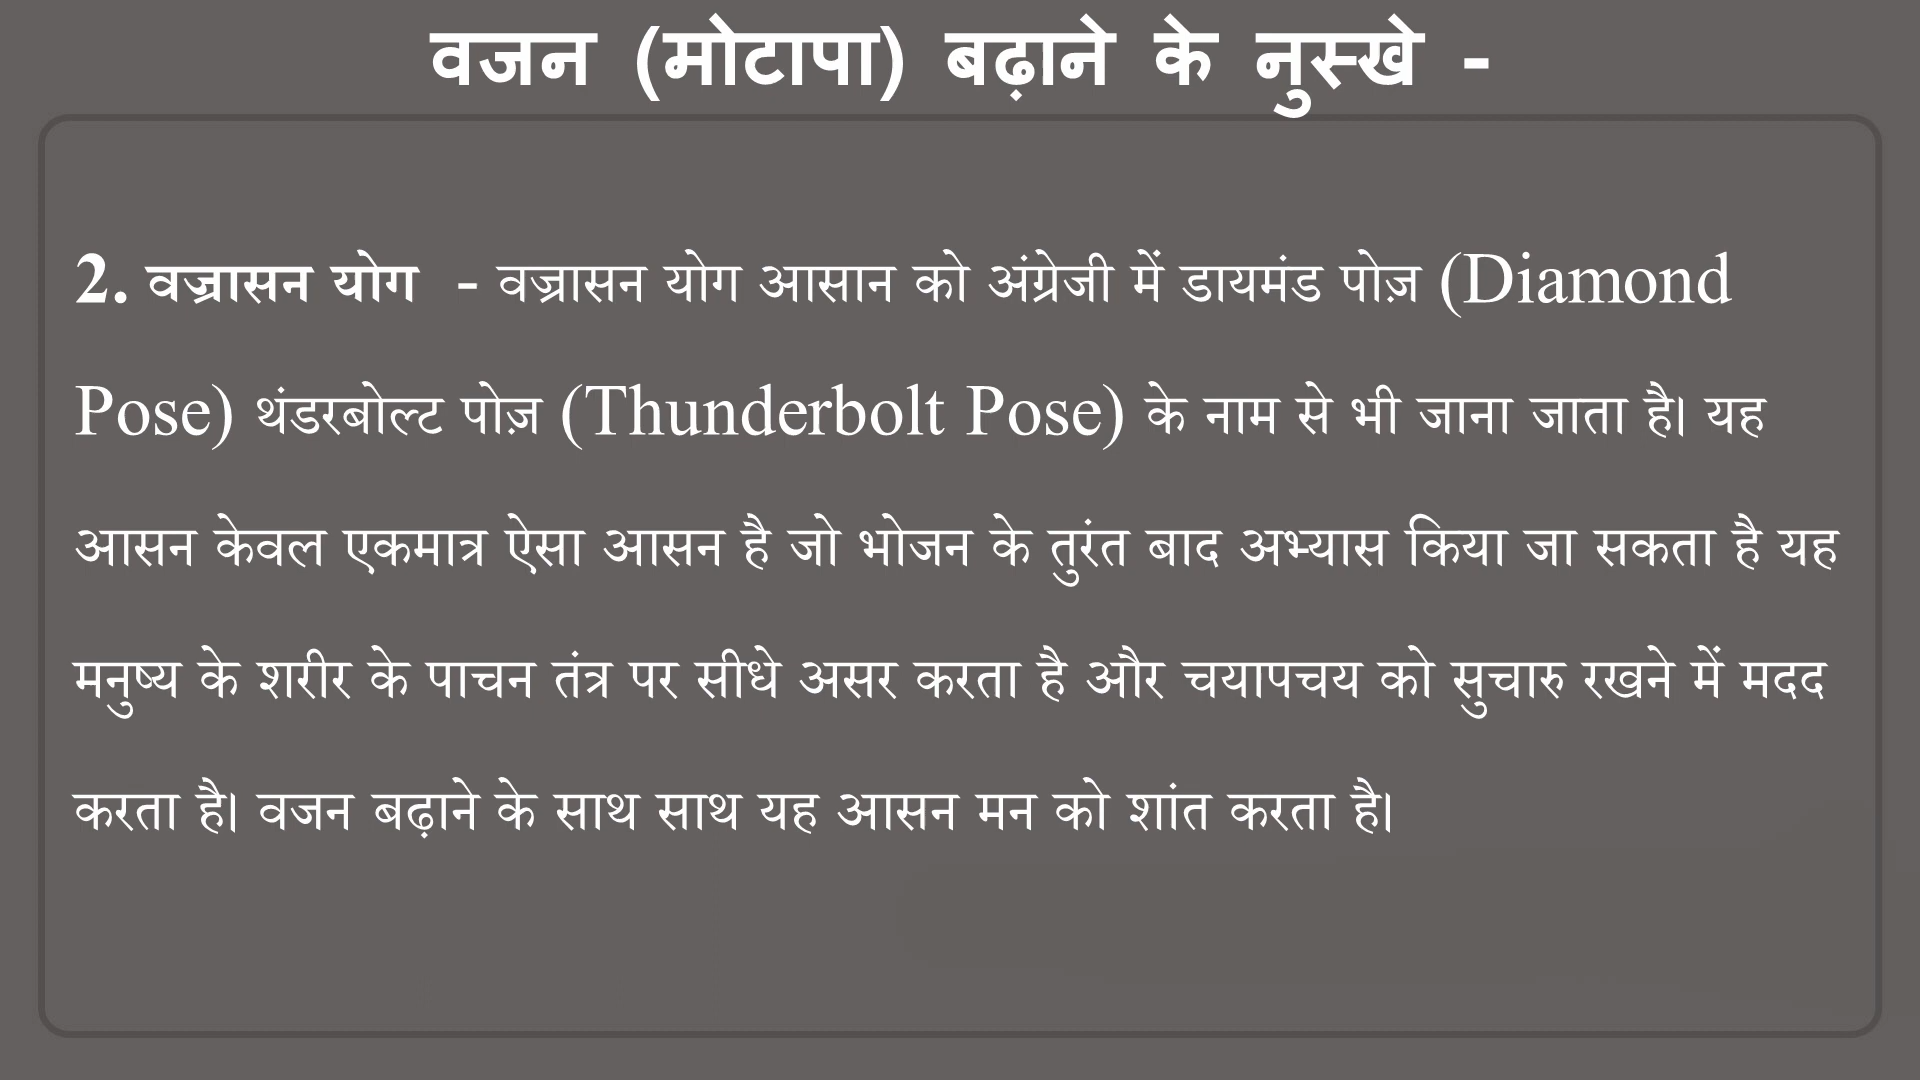 वजन (मोटापा) बढ़ाने के नुस्खे -
2. वज्रासन योग - वज्रासन योग आसान को अंग्रेजी में डायमंड पोज़ (Diamond
Pose) थंडरबोल्ट पोज़ (Thunderbolt Pose) के नाम से भी जाना जाता है। यह
आसन केवल एकमात्र ऐसा आसन है जो भोजन के तुरंत बाद अभ्यास किया जा सकता है यह
मनुष्य के शरीर के पाचन तंत्र पर सीधे असर करता है और चयापचय को सुचारु रखने में मदद
करता है। वजन बढ़ाने के साथ साथ यह आसन मन को शांत करता है।